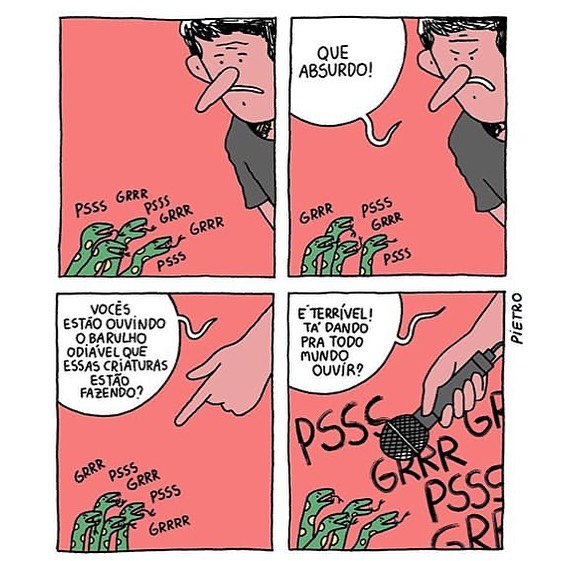 PSSS GRRR
PSSS
GRRR
GRRR
PSSS
QUE
ABSURDO!
GRRR
PSSS
GRRR
PSSS
VOCÊS
ESTÃO OUVINDO
O BARULHO
ODIÁVEL QUE
ESSAS CRIATURAS
ESTÃO
FAZENDO?
GRRR
PSSS
GRRR
PSSS
GRRRR
É TERRÍVEL!
TÁ DANDO
PRA TODO
MUNDO
OUVIR?
PSSS
GR
GRRR
PSSS
GRR
PIETRO